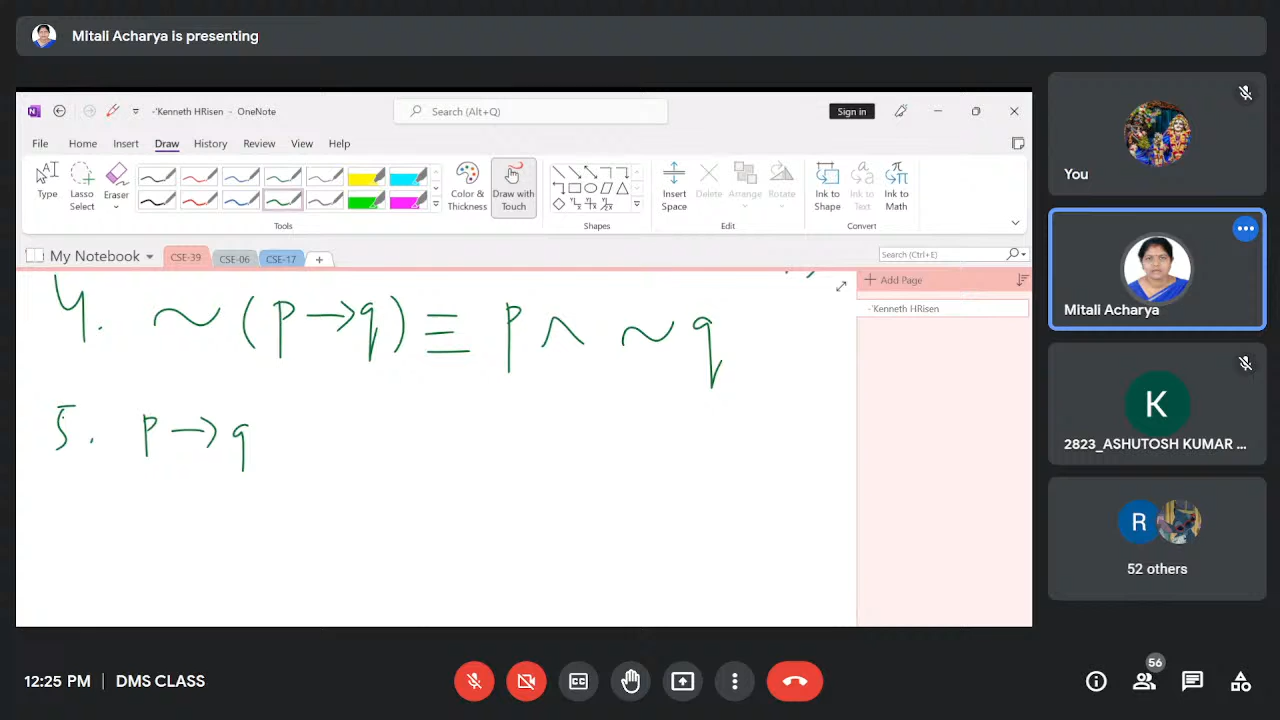 Mitali Acharya is presenting
-'Kenneth HRisen - OneNote
Search (Alt+Q)
Sign in
File Home Insert Draw History Review View Help
Type
Lasso Select
Eraser
Color & Thickness
Draw with Touch
Insert Space
Delete
Arrange
Rotate
Ink to Shape
Ink to Text
Ink to Math
Tools
Shapes
Edit
Convert
My Notebook
CSE-39
CSE-06
CSE-17
Search (Ctrl+E)
Add Page
-'Kenneth HRisen
4. ~(p→q) ≡ p ∧ ~q
5. p→q
You
Mitali Acharya
K
2823_ASHUTOSH KUMAR ...
R
52 others
12:25 PM | DMS CLASS
56